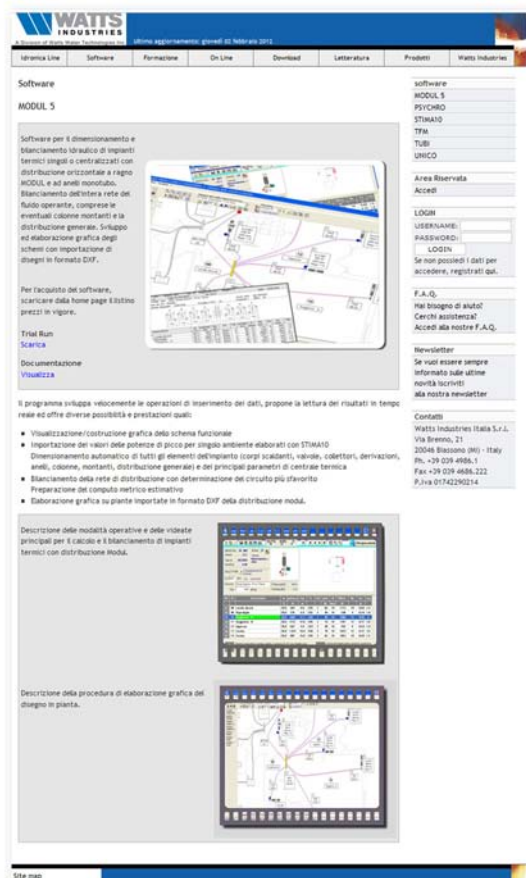 WATTS
INDUSTRIES
A Division of Watts Water Technologies Inc.
Ultimo aggiornamento: giovedì 02 febbraio 2012
Idronica Line Software Formazione On Line Download Letteratura Prodotti Watts Industries
Software
MODUL 5
Software per il dimensionamento e
bilanciamento idraulico di impianti
termici singoli o centralizzati con
distribuzione orizzontale a ragno
MODUL e ad anelli monotubo.
Bilanciamento dell'intera rete del
fluido operante, comprese le
eventuali colonne montanti e la
distribuzione generale. Sviluppo
ed elaborazione grafica degli
schemi con importazione di
disegni in formato DXF.
Per l'acquisto del software,
scaricare dalla home page il listino
prezzi in vigore.
Trial Run
Scarica
Documentazione
Visualizza
Il programma sviluppa velocemente le operazioni di inserimento dei dati, propone la lettura dei risultati in tempo
reale ed offre diverse possibilità e prestazioni quali:
Visualizzazione/costruzione grafica dello schema funzionale
Importazione dei valori delle potenze di picco per singolo ambiente elaborati con STIMA10
Dimensionamento automatico di tutti gli elementi dell'impianto (corpi scaldanti, valvole, collettori, derivazioni,
anelli, colonne, montanti, distribuzione generale) e dei principali parametri di centrale termica
Bilanciamento della rete di distribuzione con determinazione del circuito più sfavorito
Preparazione del computo metrico estimativo
Elaborazione grafica su piante importate in formato DXF della distribuzione modul.
Descrizione delle modalità operative e delle videate
principali per il calcolo e il bilanciamento di impianti
termici con distribuzione Modul.
Descrizione della procedura di elaborazione grafica del
disegno in pianta.
software
MODUL 5
PSYCHRO
STIMA10
TFM
TUBI
UNICO
Area Riservata
Accedi
LOGIN
USERNAME:
PASSWORD:
LOGIN
Se non possiedi i dati per
accedere, registrati qui.
F.A.Q.
Hai bisogno di aiuto?
Cerchi assistenza?
Accedi alla nostre F.A.Q.
Newsletter
Se vuoi essere sempre
informato sulle ultime
novità iscriviti
alla nostra newsletter
Contatti
Watts Industries Italia S.r.l.
Via Brenno, 21
20046 Biassono (MI) - Italy
Ph. +39 039 4986.1
Fax +39 039 4686.222
P.Iva 01742290214
Site map